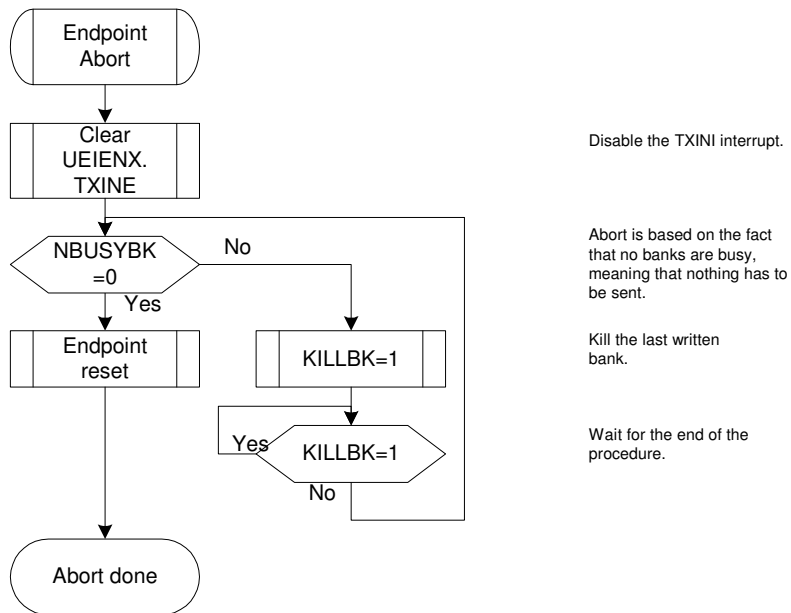 Endpoint
Abort
Clear
UEIENX.
TXINE
Disable the TXINI interrupt.
NBUSYBK
=0
No
Yes
Abort is based on the fact
that no banks are busy,
meaning that nothing has to
be sent.
Endpoint
reset
KILLBK=1
Kill the last written
bank.
Yes
KILLBK=1
No
Wait for the end of the
procedure.
Abort done